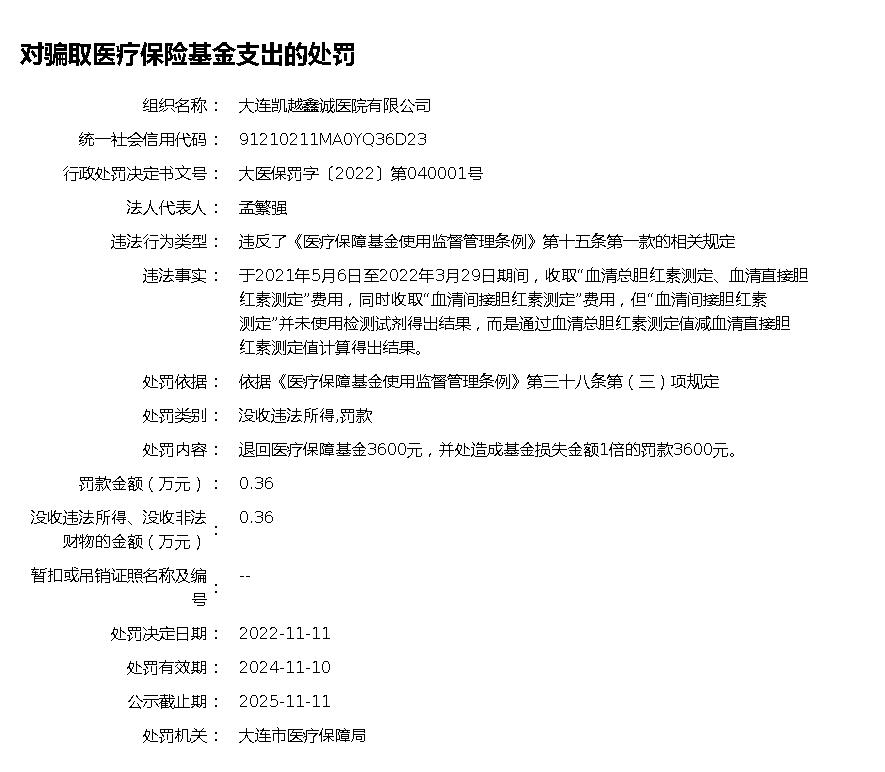 对骗取医疗保险基金支出的处罚
组织名称： 大连凯越鑫诚医院有限公司
统一社会信用代码： 91210211MA0YQ36D23
行政处罚决定书文号： 大医保罚字〔2022〕第040001号
法人代表人： 孟繁强
违法行为类型： 违反了《医疗保障基金使用监督管理条例》第十五条第一款的相关规定
违法事实： 于2021年5月6日至2022年3月29日期间，收取“血清总胆红素测定、血清直接胆
红素测定”费用，同时收取“血清间接胆红素测定”费用，但“血清间接胆红素
测定”并未使用检测试剂得出结果，而是通过血清总胆红素测定值减血清直接胆
红素测定值计算得出结果。
处罚依据： 依据《医疗保障基金使用监督管理条例》第三十八条第（三）项规定
处罚类别： 没收违法所得,罚款
处罚内容： 退回医疗保障基金3600元，并处造成基金损失金额1倍的罚款3600元。
罚款金额（万元）： 0.36
没收违法所得、没收非法
财物的金额（万元）： 0.36
暂扣或吊销证照名称及编
号： --
处罚决定日期： 2022-11-11
处罚有效期： 2024-11-10
公示截止期： 2025-11-11
处罚机关： 大连市医疗保障局